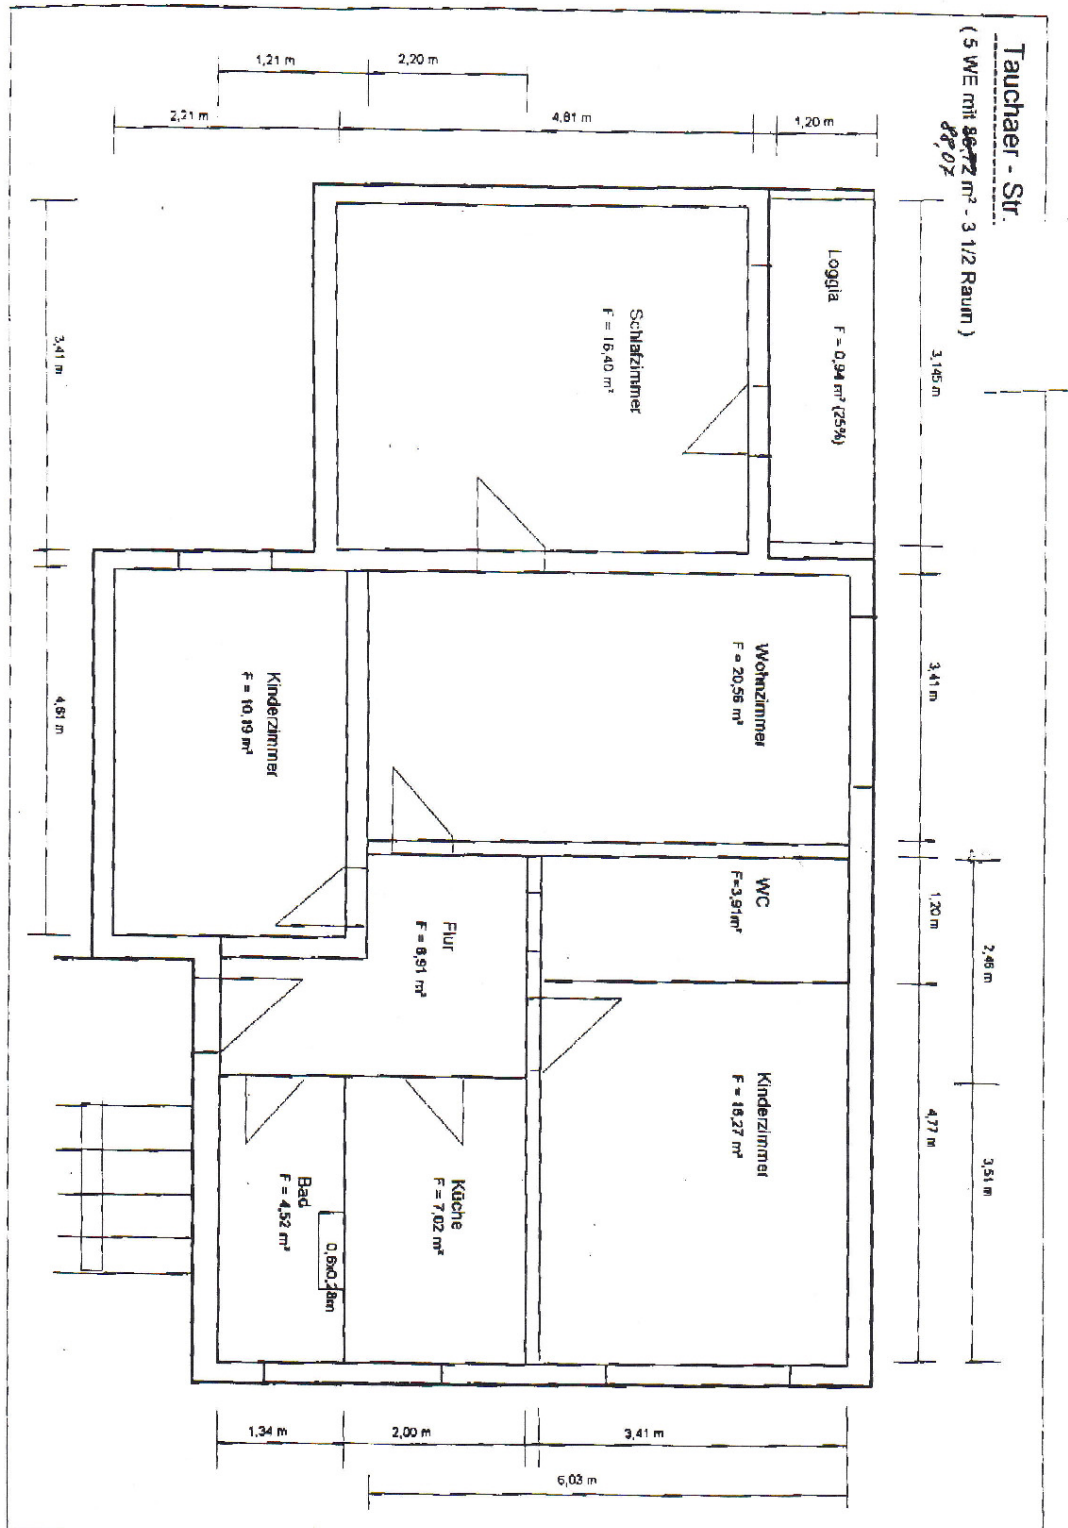 Tauchaer - Str.
( 5 WE mit 86,72 m² - 3 1/2 Raum )
88,07
1,21 m
2,20 m
2,21 m
4,81 m
1,20 m
Loggia F = 0,94 m² (25%)
3,145 m
Schlafzimmer
F = 16,40 m²
3,41 m
Wohnzimmer
F = 20,56 m²
3,41 m
Kinderzimmer
F = 10,19 m²
4,61 m
WC
F=3,91m²
1,20 m
2,46 m
Flur
F = 8,91 m²
Kinderzimmer
F = 16,27 m²
4,77 m
3,51 m
Küche
F = 7,02 m²
Bad
F = 4,52 m²
0,6x0,28m
1,34 m
2,00 m
3,41 m
6,03 m